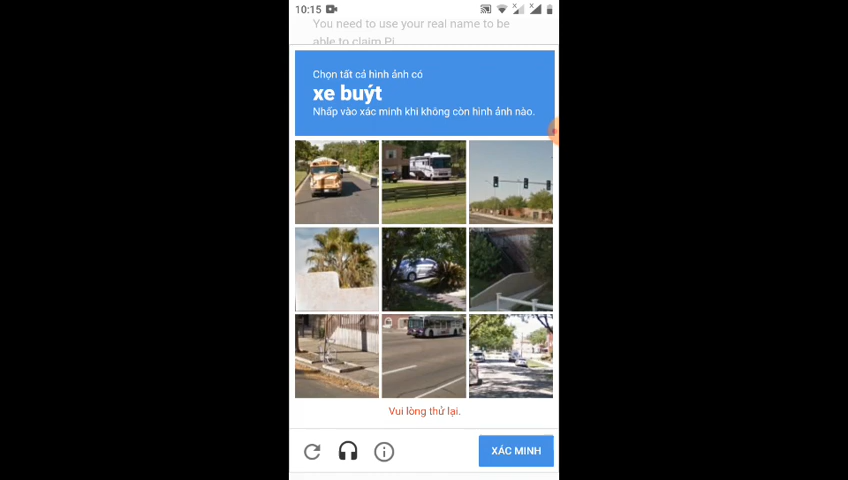 10:15
You need to use your real name to be
able to claim Pi
Chọn tất cả hình ảnh có
xe buýt
Nhấp vào xác minh khi không còn hình ảnh nào.
Vui lòng thử lại.
XÁC MINH